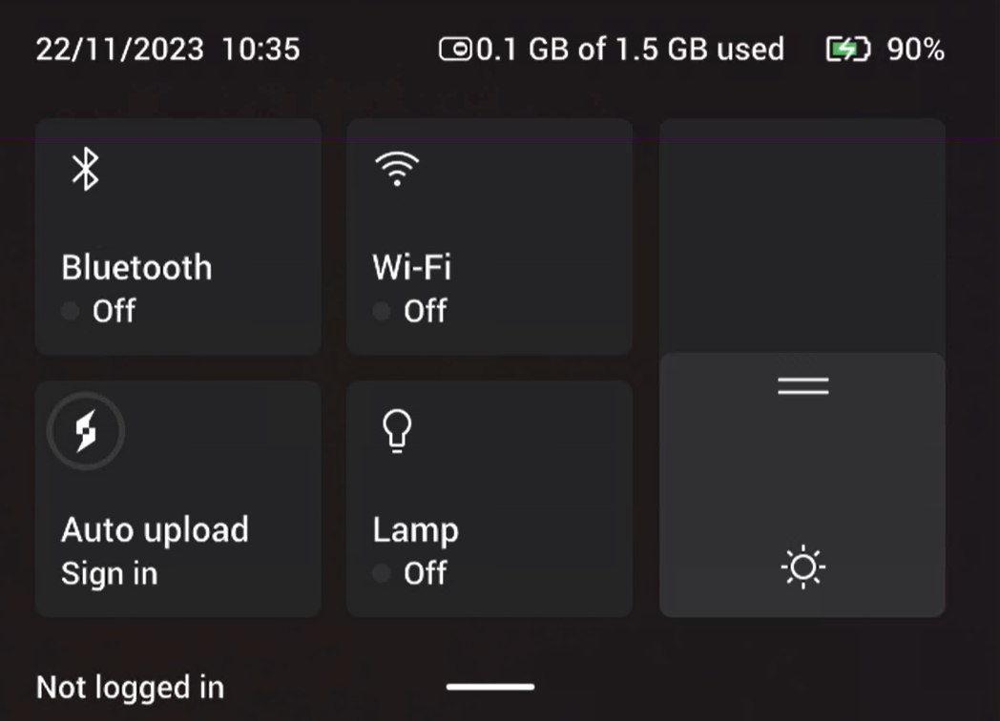 22/11/2023 10:35
0.1 GB of 1.5 GB used
90%
Bluetooth
Off
Wi-Fi
Off
Auto upload
Sign in
Lamp
Off
Not logged in